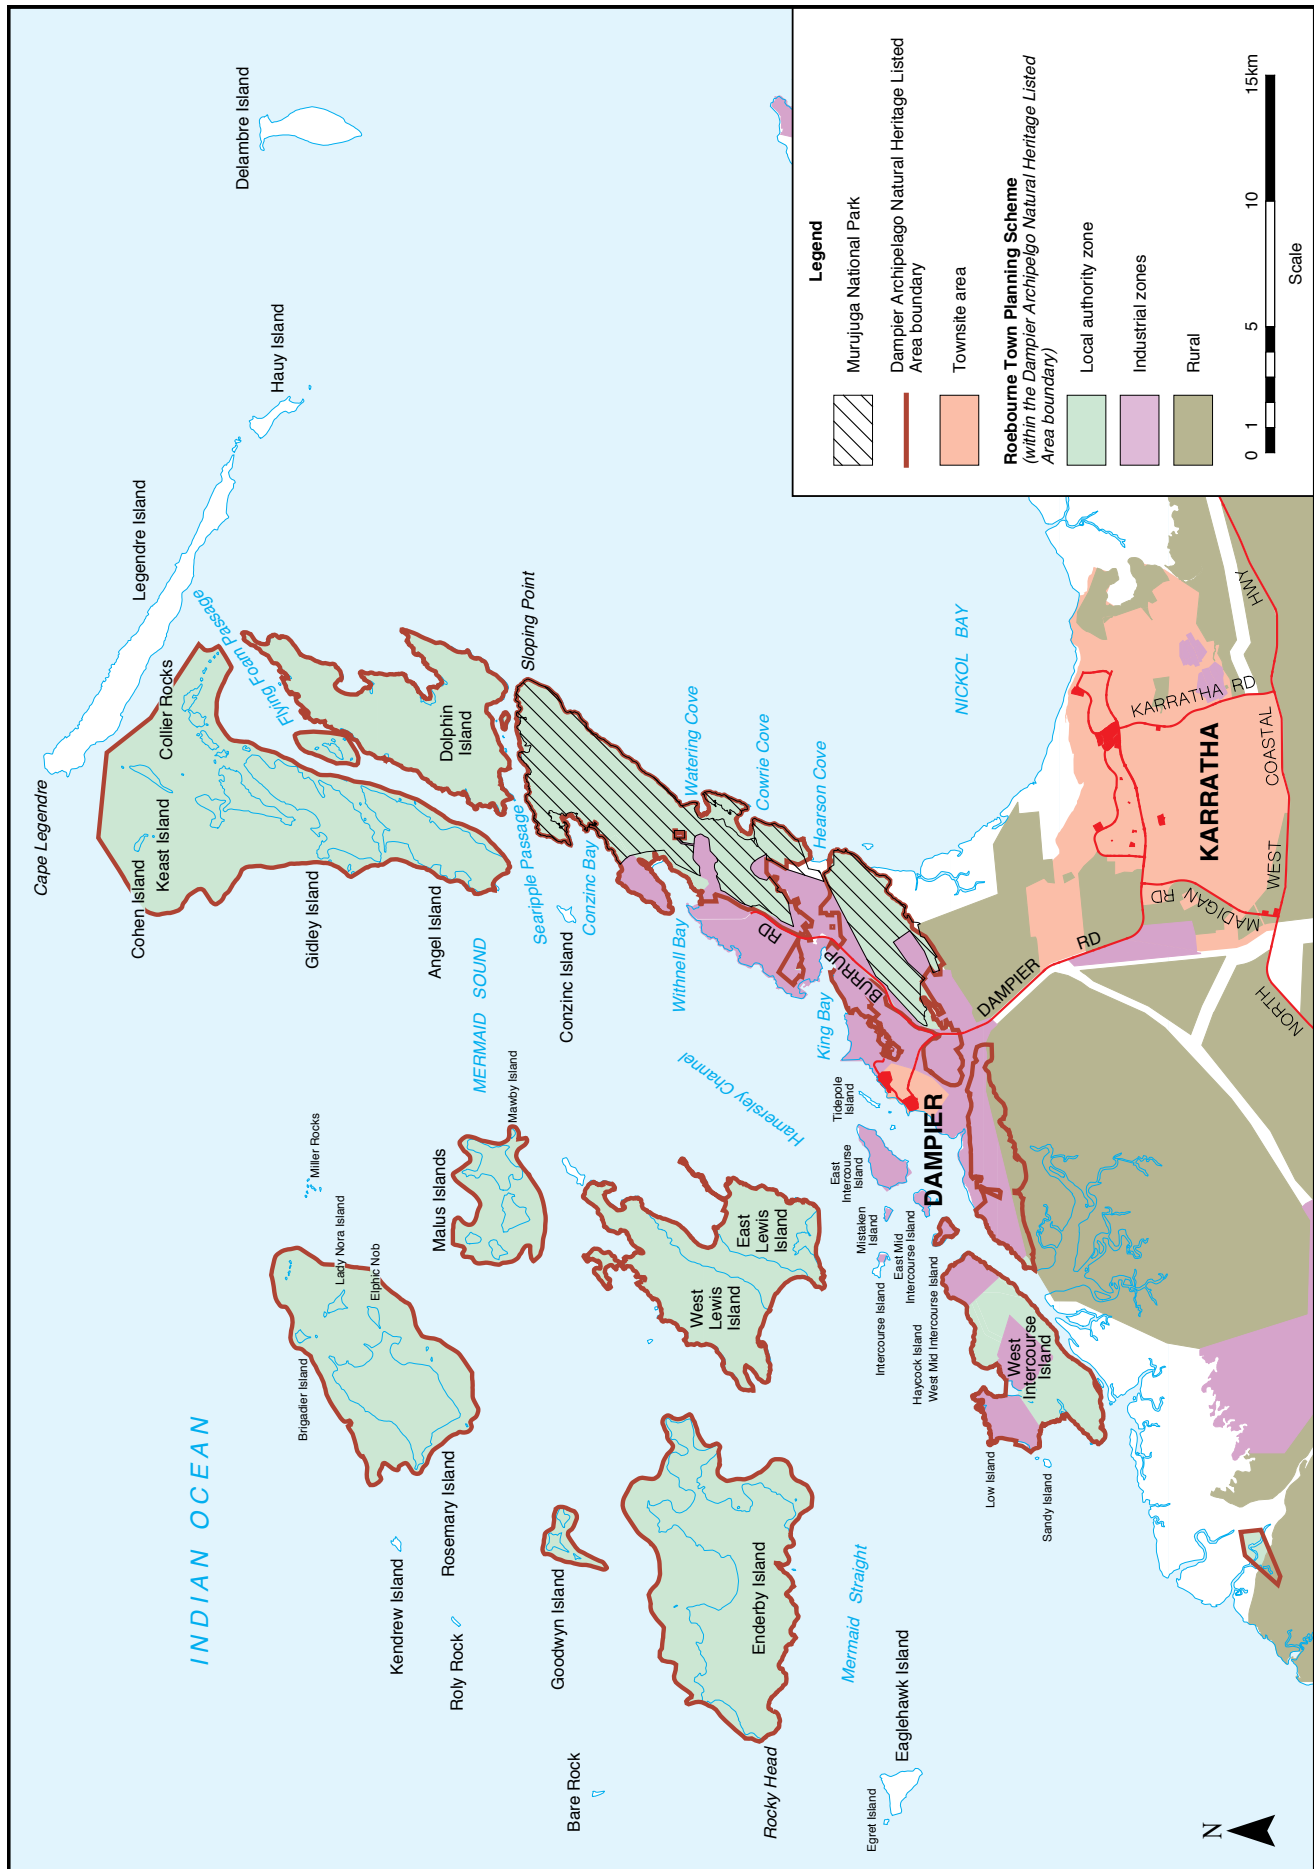 Cape Legendre
Legendre Island
Hauy Island
Delambre Island
Cohen Island
Keast Island
Collier Rocks
Flying Foam Passage
Gidley Island
Angel Island
Dolphin
Island
Sloping Point
Searipple Passage
MERMAID SOUND
Conzinc Island
Conzinc Bay
Watering Cove
Cowrie Cove
Hearson Cove
Withnell Bay
BURRUP
RD
King Bay
NICKOL BAY
Hamersley Channel
INDIAN OCEAN
Miller Rocks
Lady Nora Island
Elphic Nob
Brigadier Island
Rosemary Island
Kendrew Island
Roly Rock
Malus Islands
Mawby Island
Goodwyn Island
Bare Rock
West
Lewis
Island
East
Lewis
Island
Enderby Island
Rocky Head
Mermaid Straight
Eaglehawk Island
Egret Island
Tidepole
Island
East
Intercourse
Island
Mistaken
Island
East Mid
Intercourse Island
Intercourse Island
Haycock Island
West Mid Intercourse Island
West
Intercourse
Island
Low Island
Sandy Island
DAMPIER
DAMPIER
RD
KARRATHA
KARRATHA RD
MADIGAN
RD
NORTH
WEST
COASTAL
HWY
N
Legend
Murujuga National Park
Dampier Archipelago Natural Heritage Listed
Area boundary
Townsite area
Roebourne Town Planning Scheme
(within the Dampier Archipelgo Natural Heritage Listed
Area boundary)
Local authority zone
Industrial zones
Rural
0 1 5 10 15km
Scale